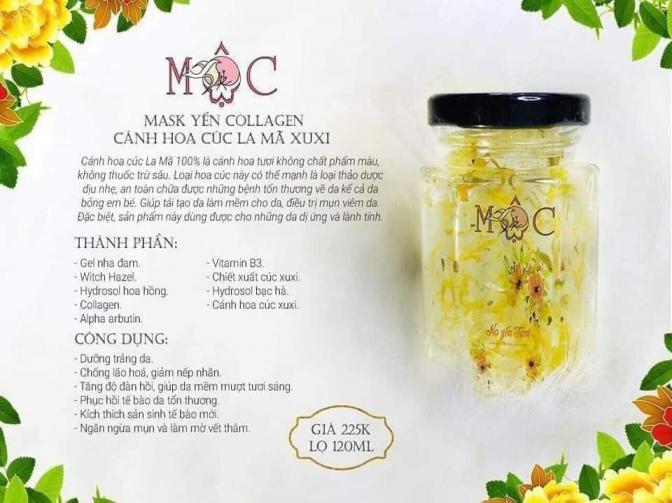 MỘC
MASK YẾN COLLAGEN
CÁNH HOA CÚC LA MÃ XUXI
Cánh hoa cúc La Mã 100% là cánh hoa tươi không chất phẩm màu,
không thuốc trừ sâu. Loại hoa cúc này có thế mạnh là loại thảo dược
dịu nhẹ, an toàn chữa được những bệnh tổn thương về da kể cả da
bỏng em bé. Giúp tái tạo da làm mềm cho da, điều trị mụn viêm da.
Đặc biệt, sản phẩm này dùng được cho những da dị ứng và lành tính.
THÀNH PHẦN:
- Gel nha đam.
- Witch Hazel.
- Hydrosol hoa hồng.
- Collagen.
- Alpha arbutin.
- Vitamin B3.
- Chiết xuất cúc xuxi.
- Hydrosol bạc hà.
- Cánh hoa cúc xuxi.
CÔNG DỤNG:
- Dưỡng trắng da.
- Chống lão hoá, giảm nếp nhăn.
- Tăng độ đàn hồi, giúp da mềm mượt tươi sáng.
- Phục hồi tế bào da tổn thương.
- Kích thích sản sinh tế bào mới.
- Ngăn ngừa mụn và làm mờ vết thâm.
GIÁ 225K
LỌ 120ML
MỘC
Nạ yến Tươi